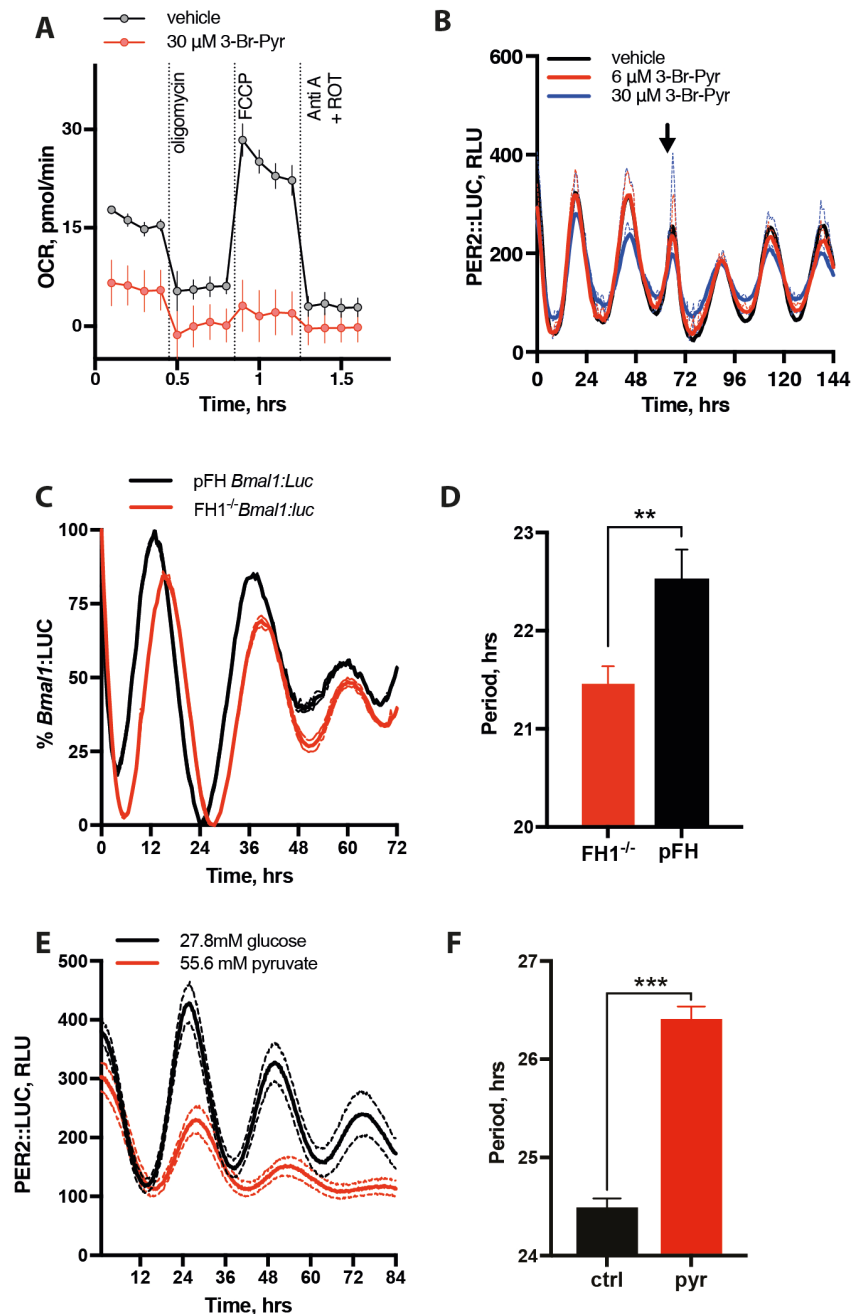 A
vehicle
30 µM 3-Br-Pyr
oligomycin
FCCP
Anti A
+ ROT
OCR, pmol/min
30
15
0
0
0.5
1
1.5
Time, hrs
B
vehicle
6 µM 3-Br-Pyr
30 µM 3-Br-Pyr
PER2::LUC, RLU
600
400
200
0
0
24
48
72
96
120
144
Time, hrs
C
pFH Bmal1:Luc
FH1-/-Bmal1:luc
% Bmal1:LUC
100
75
50
25
0
0
12
24
36
48
60
72
Time, hrs
D
**
Period, hrs
23
22
21
20
FH1-/-
pFH
E
27.8mM glucose
55.6 mM pyruvate
PER2::LUC, RLU
500
400
300
200
100
0
12
24
36
48
60
72
84
Time, hrs
F
***
Period, hrs
27
26
25
24
ctrl
pyr